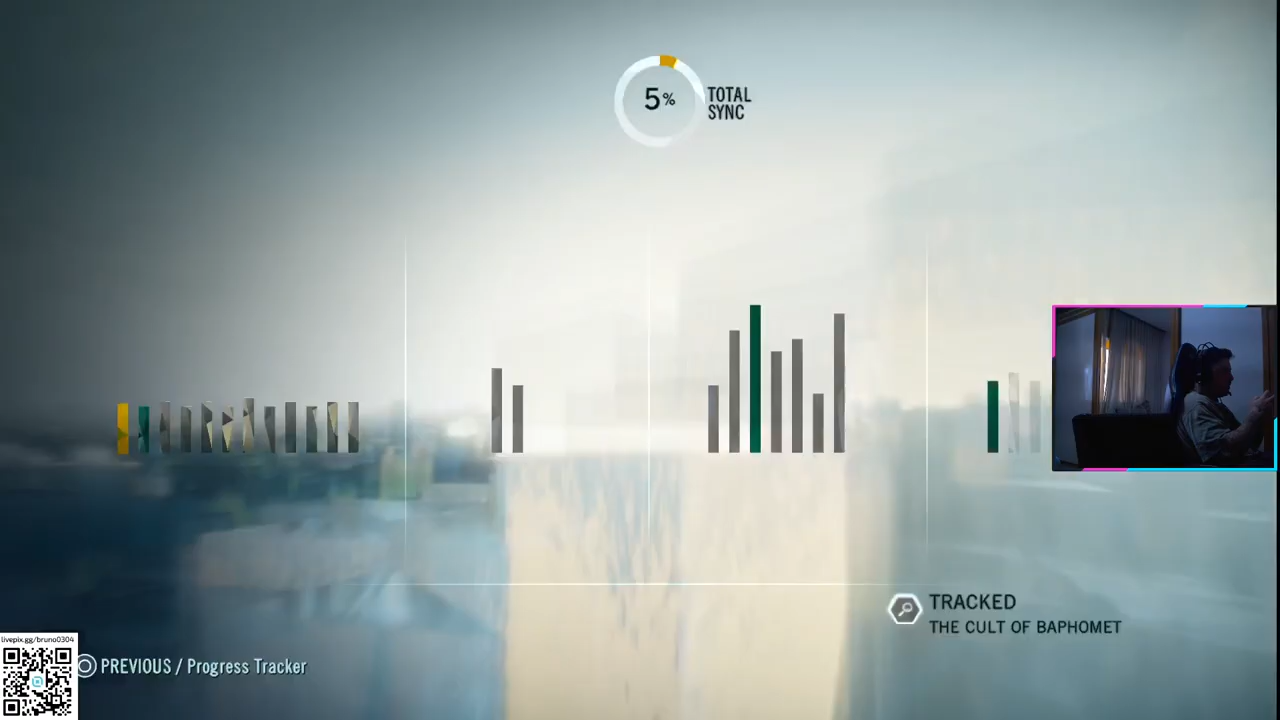 5%
TOTAL
SYNC
TRACKED
THE CULT OF BAPHOMET
livepix.gg/bruno0304
PREVIOUS / Progress Tracker